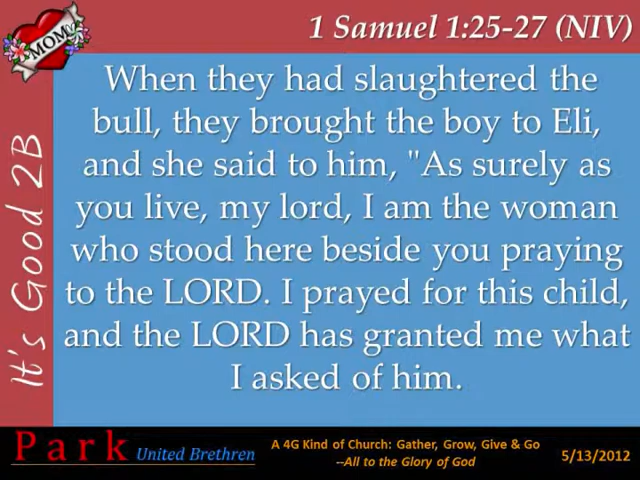 MOM
1 Samuel 1:25-27 (NIV)
It's Good 2B
When they had slaughtered the
bull, they brought the boy to Eli,
and she said to him, "As surely as
you live, my lord, I am the woman
who stood here beside you praying
to the LORD. I prayed for this child,
and the LORD has granted me what
I asked of him.
Park United Brethren
A 4G Kind of Church: Gather, Grow, Give & Go
--All to the Glory of God
5/13/2012